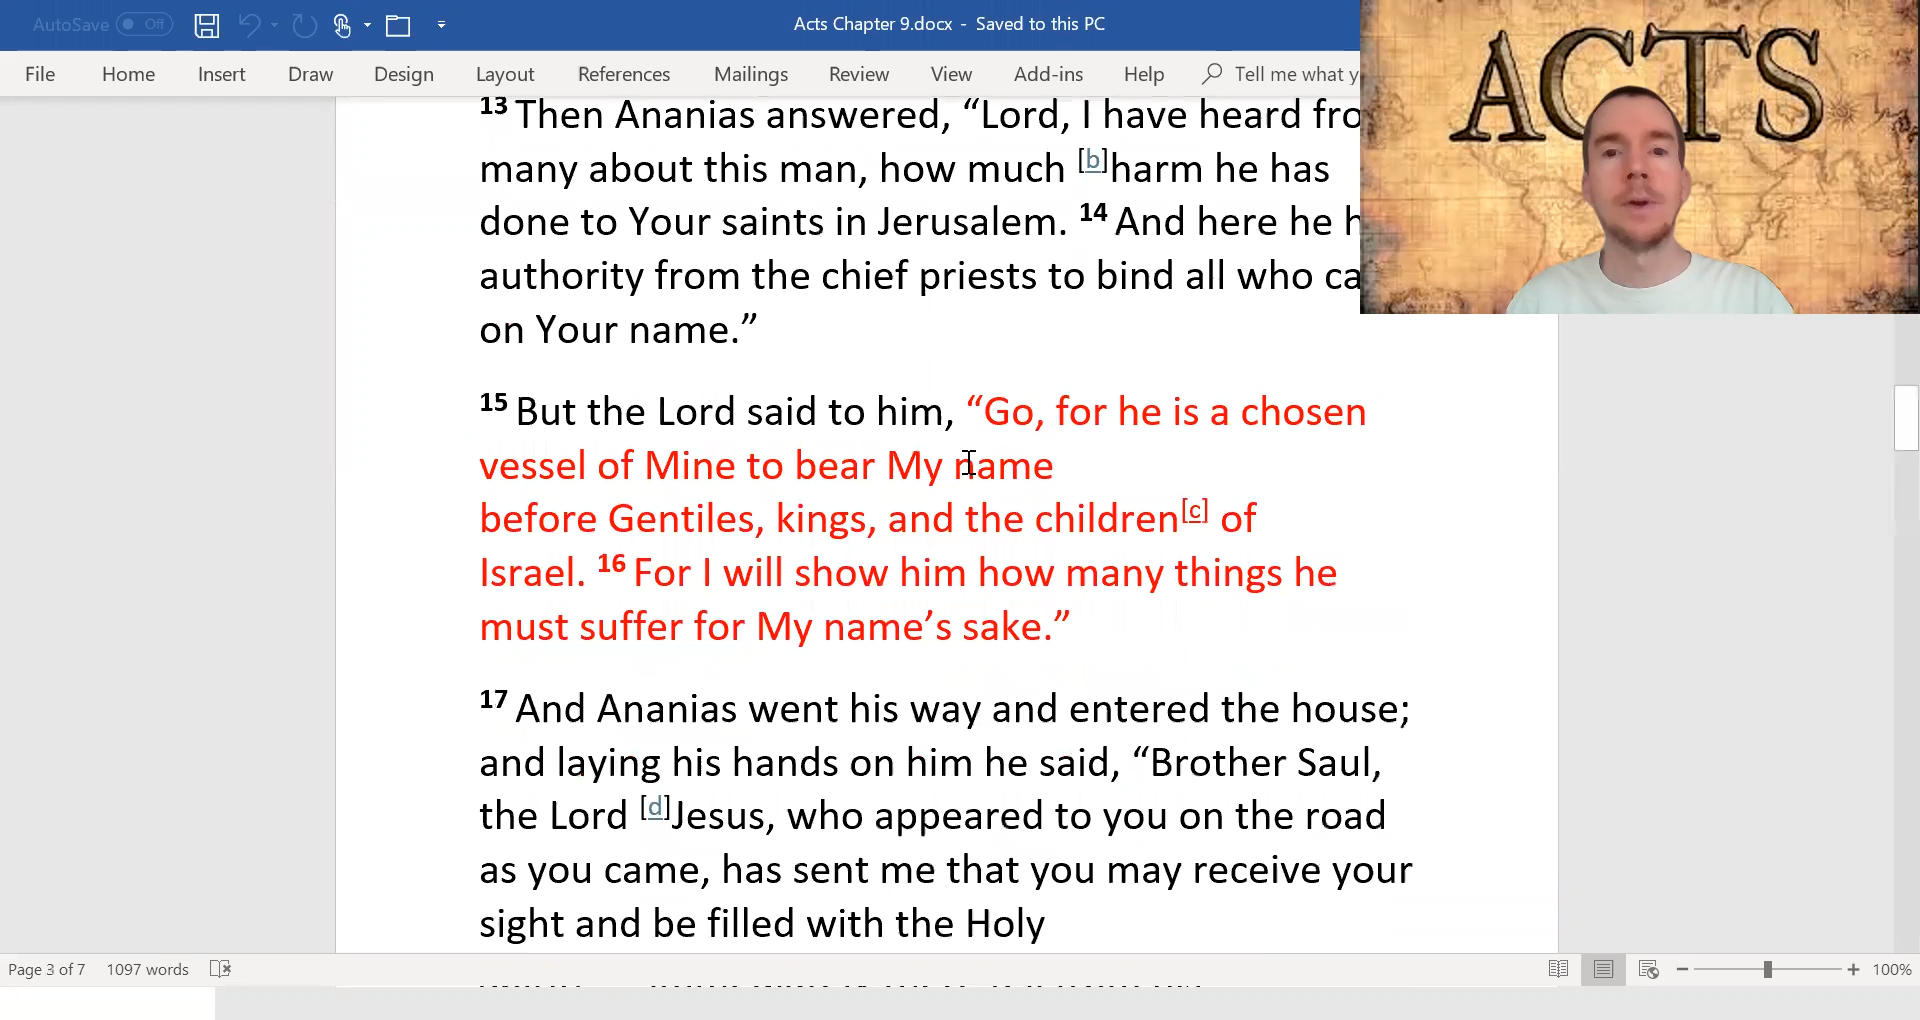 AutoSave Off
Acts Chapter 9.docx - Saved to this PC
File Home Insert Draw Design Layout References Mailings Review View Add-ins Help Tell me what y
ACTS
13 Then Ananias answered, “Lord, I have heard fro
many about this man, how much [b]harm he has
done to Your saints in Jerusalem. 14 And here he h
authority from the chief priests to bind all who ca
on Your name.”
15 But the Lord said to him, “Go, for he is a chosen
vessel of Mine to bear My name
before Gentiles, kings, and the children[c] of
Israel. 16 For I will show him how many things he
must suffer for My name’s sake.”
17 And Ananias went his way and entered the house;
and laying his hands on him he said, “Brother Saul,
the Lord [d]Jesus, who appeared to you on the road
as you came, has sent me that you may receive your
sight and be filled with the Holy
Page 3 of 7 1097 words
100%